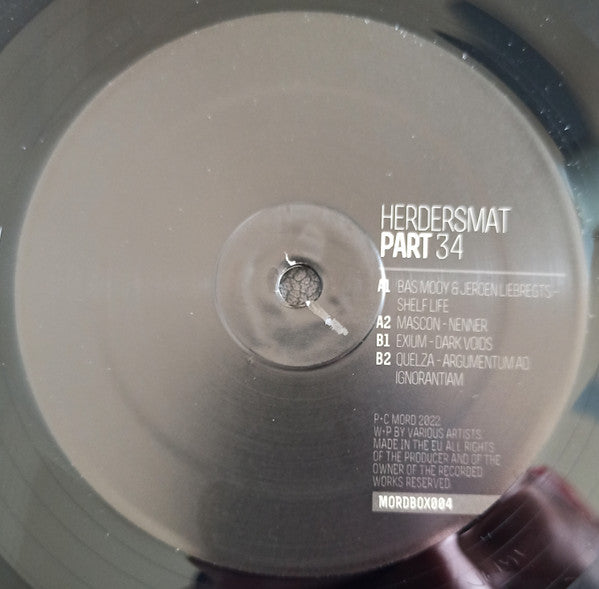 HERDERSMAT
PART 34
A1 BAS MOOY & JEROEN LIEBREGTS -
SHELF LIFE
A2 MASCON - NENNER
B1 EXIUM - DARK VOIDS
B2 QUELZA - ARGUMENTUM AD
IGNORANTIAM
P+C MORD 2022
W+P BY VARIOUS ARTISTS.
MADE IN THE EU. ALL RIGHTS
OF THE PRODUCER AND OF THE
OWNER OF THE RECORDED
WORKS RESERVED
MORDBOX004